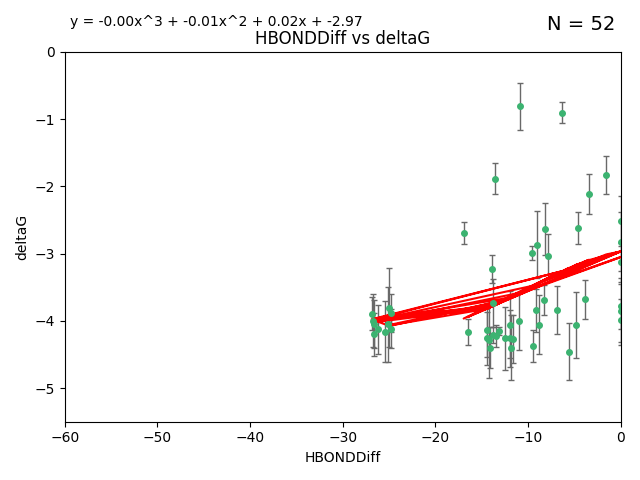 y = -0.00x^3 + -0.01x^2 + 0.02x + -2.97
N = 52
HBONDDiff vs deltaG
0
−1
−2
−3
−4
−5
deltaG
−60
−50
−40
−30
−20
−10
0
HBONDDiff